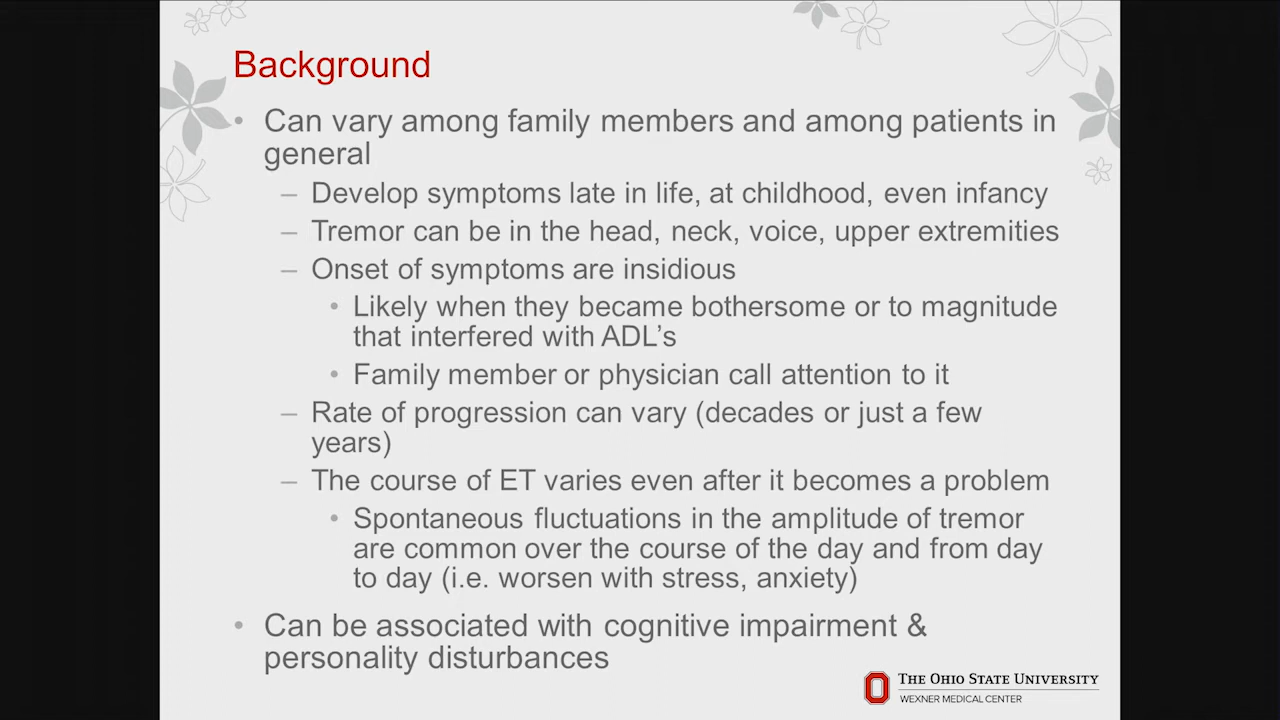 Background
• Can vary among family members and among patients in
general
– Develop symptoms late in life, at childhood, even infancy
– Tremor can be in the head, neck, voice, upper extremities
– Onset of symptoms are insidious
• Likely when they became bothersome or to magnitude
that interfered with ADL's
• Family member or physician call attention to it
– Rate of progression can vary (decades or just a few
years)
– The course of ET varies even after it becomes a problem
• Spontaneous fluctuations in the amplitude of tremor
are common over the course of the day and from day
to day (i.e. worsen with stress, anxiety)
• Can be associated with cognitive impairment &
personality disturbances
THE OHIO STATE UNIVERSITY
WEXNER MEDICAL CENTER